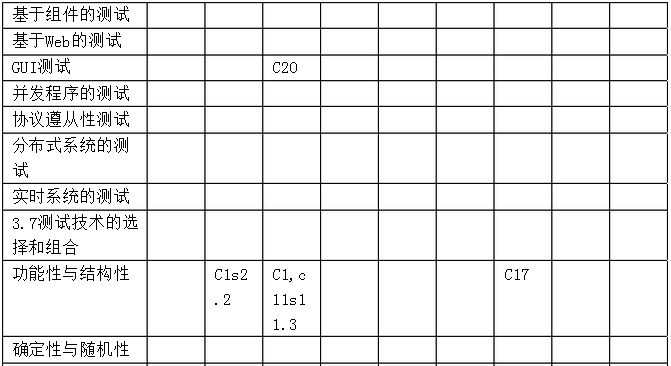 基于组件的测试
基于Web的测试
GUI测试 C20
并发程序的测试
协议遵从性测试
分布式系统的测
试
实时系统的测试
3.7测试技术的选
择和组合
功能性与结构性 C1s2 C1,c C17
.2 11s1
1.3
确定性与随机性